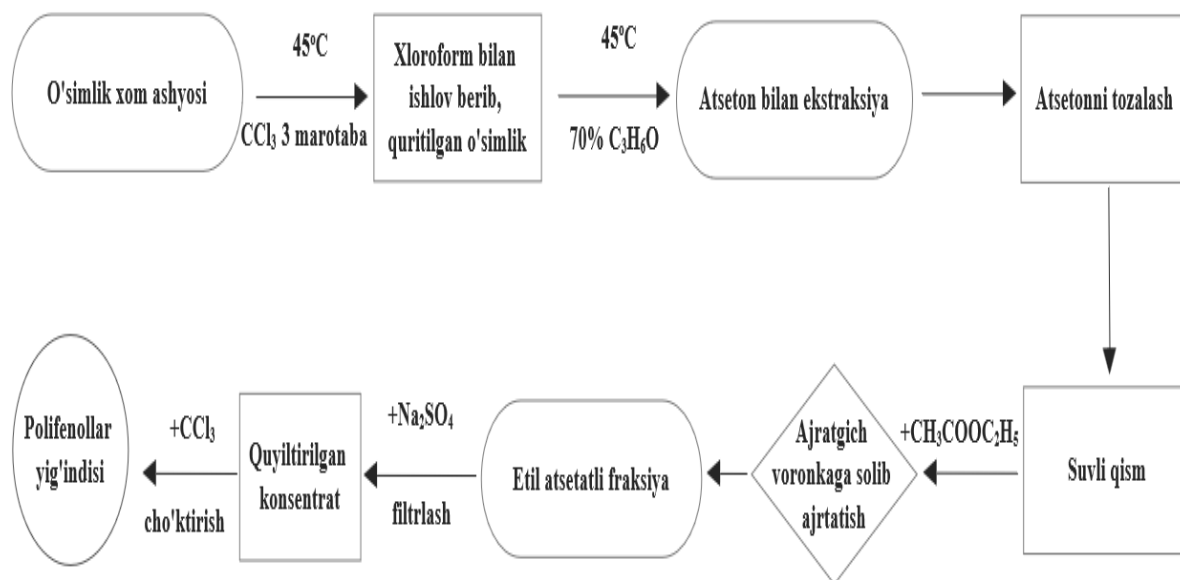 O'simlik xom ashyosi
45°C
CCl₃ 3 marotaba
Xloroform bilan
ishlov berib,
quritilgan o'simlik
45°C
70% C₃H₆O
Atseton bilan ekstraksiya
Atsetonni tozalash
Suvli qism
+CH₃COOC₂H₅
Ajratgich
voronkaga solib
ajrtatish
Etil atsetatli fraksiya
+Na₂SO₄
filtrlash
Quyiltirilgan
konsentrat
+CCl₃
cho'ktirish
Polifenollar
yig'indisi